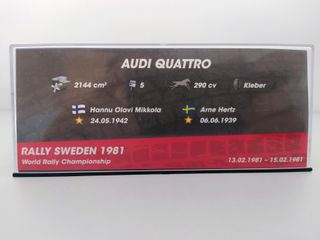 AUDI QUATTRO
2144 cm³ 5 290 cv Kleber
Hannu Olavi Mikkola Arne Hertz
24.05.1942 06.06.1939
RALLY SWEDEN 1981
World Rally Championship 13.02.1981 - 15.02.1981